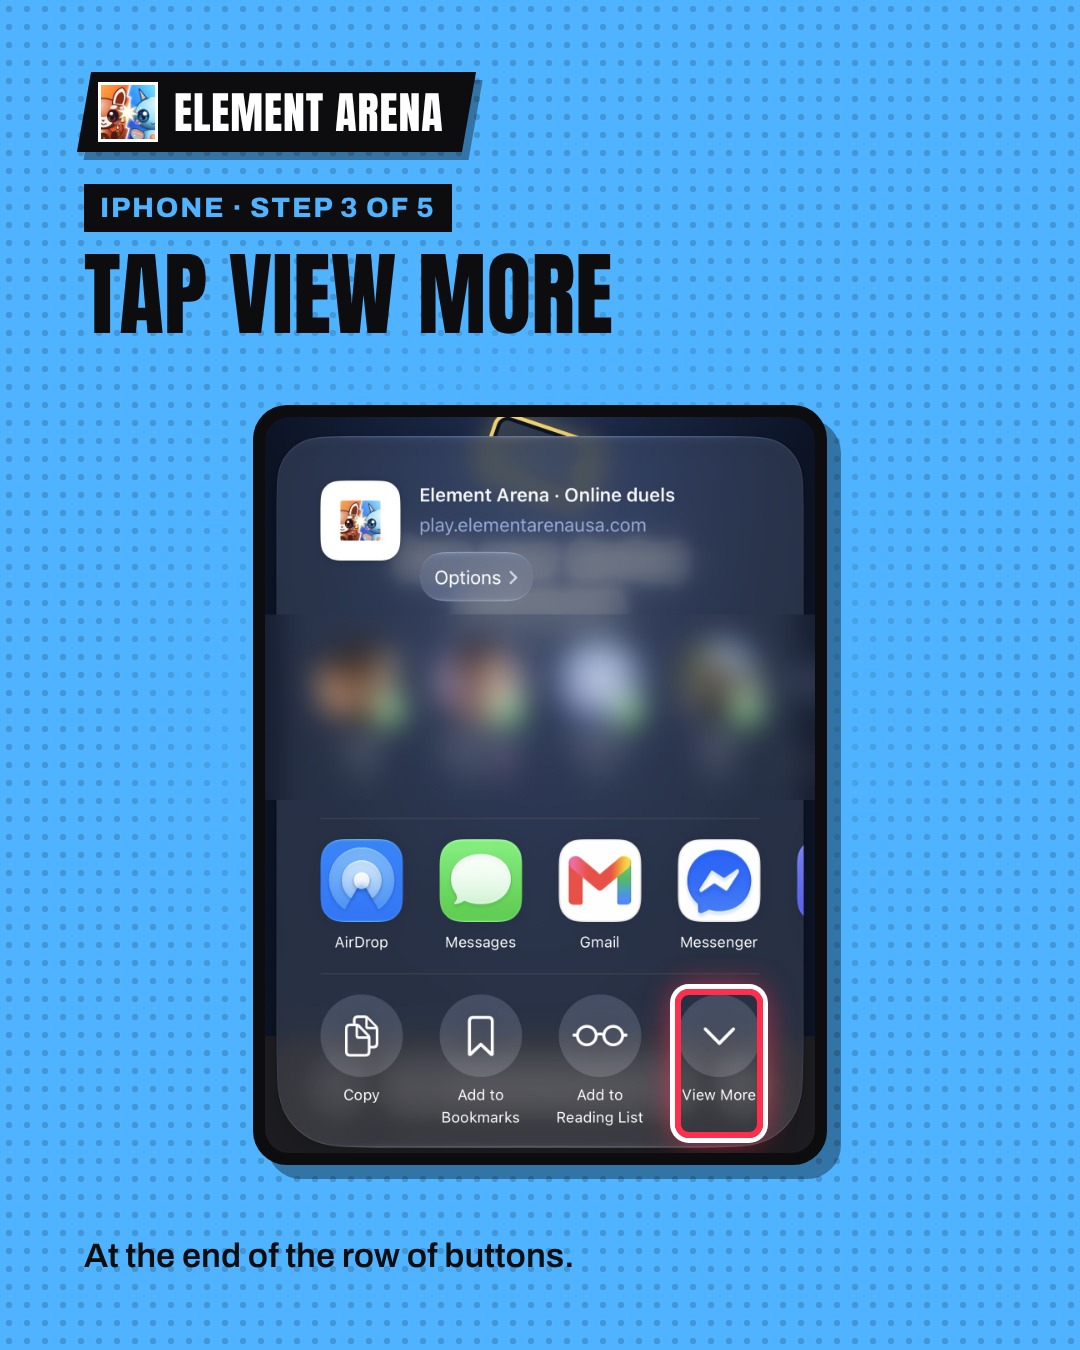 ELEMENT ARENA
IPHONE · STEP 3 OF 5
TAP VIEW MORE
Element Arena · Online duels
play.elementarenausa.com
Options
AirDrop
Messages
Gmail
Messenger
Copy
Add to
Bookmarks
Add to
Reading List
View More
At the end of the row of buttons.